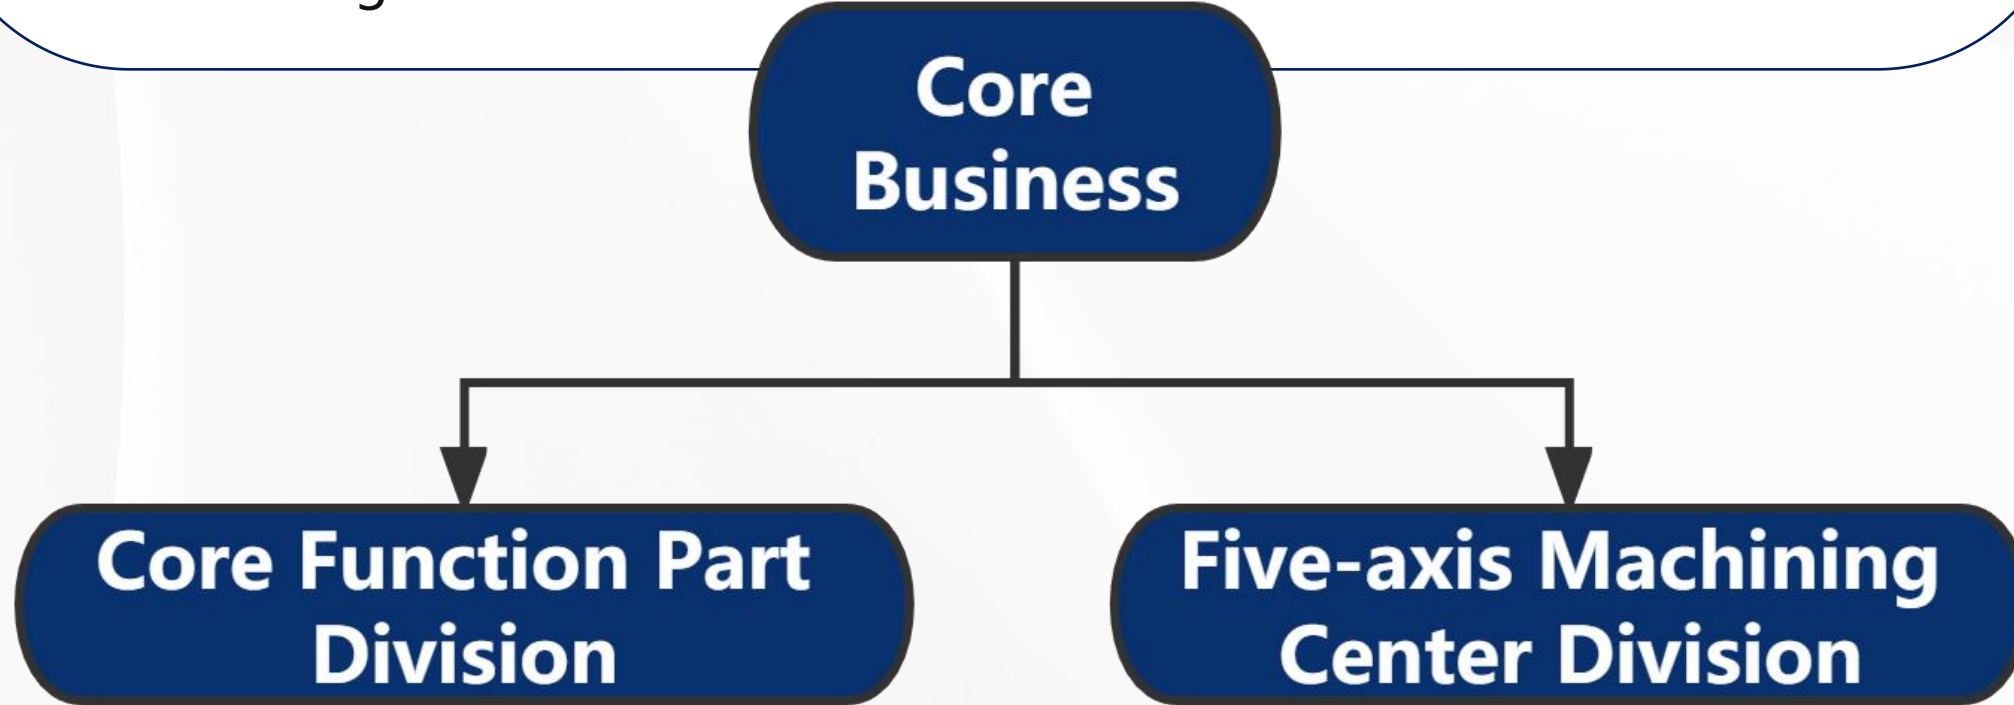 Core
Business
Core Function Part
Division
Five-axis Machining
Center Division